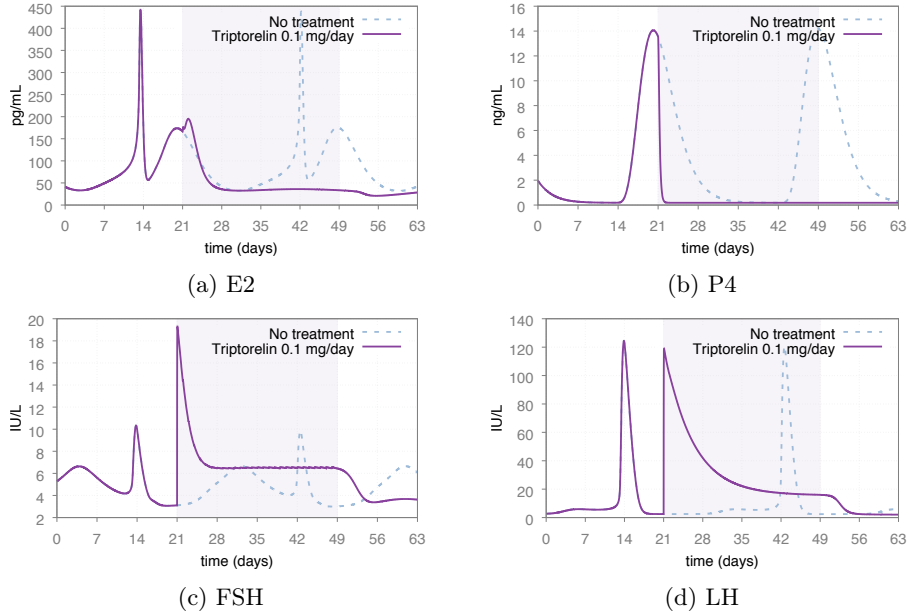 450
400
350
300
250
200
150
100
50
0
pg/mL
No treatment
Triptorelin 0.1 mg/day
0 7 14 21 28 35 42 49 56 63
time (days)
(a) E2
16
14
12
10
8
6
4
2
0
ng/mL
No treatment
Triptorelin 0.1 mg/day
0 7 14 21 28 35 42 49 56 63
time (days)
(b) P4
20
18
16
14
12
10
8
6
4
2
IU/L
No treatment
Triptorelin 0.1 mg/day
0 7 14 21 28 35 42 49 56 63
time (days)
(c) FSH
140
120
100
80
60
40
20
0
IU/L
No treatment
Triptorelin 0.1 mg/day
0 7 14 21 28 35 42 49 56 63
time (days)
(d) LH